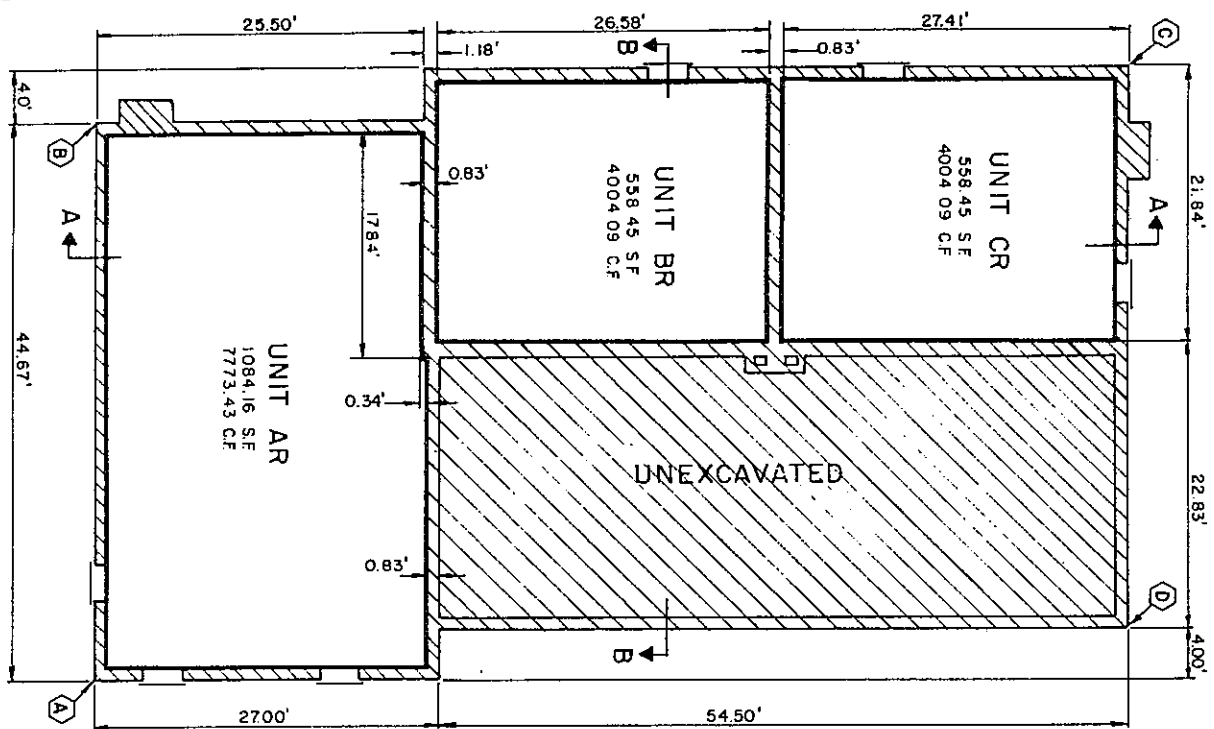 25.50'
26.58'
27.41'
1.18'
B
0.83'
C
4.0'
B
0.83'
17.84'
A
UNIT BR
558.45 S.F
4004 09 C.F
UNIT CR
558.45 S.F
4004 09 C.F
A
21.84'
44.67'
UNIT AR
1084.16 S.F.
7773.43 C.F.
0.34'
UNEXCAVATED
22.83'
0.83'
B
D
4.00'
A
27.00'
54.50'